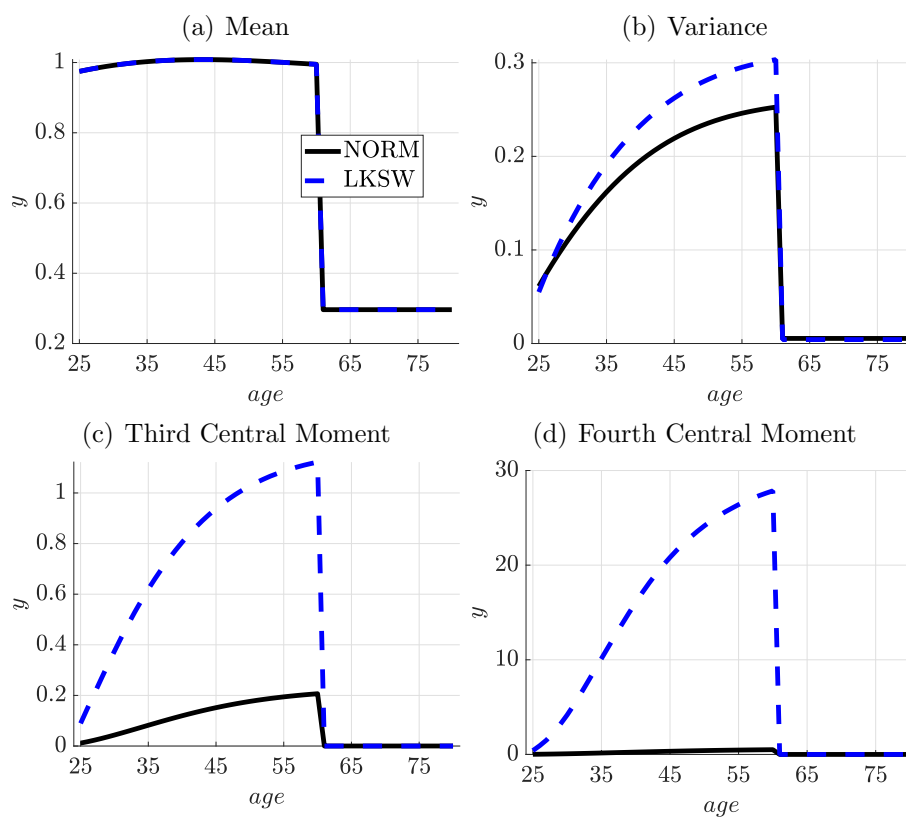 (a) Mean
1
0.8
0.6
0.4
0.2
y
NORM
LKSW
25 35 45 55 65 75
age
(b) Variance
0.3
0.2
0.1
0
y
25 35 45 55 65 75
age
(c) Third Central Moment
1
0.8
0.6
0.4
0.2
0
y
25 35 45 55 65 75
age
(d) Fourth Central Moment
30
20
10
0
y
25 35 45 55 65 75
age